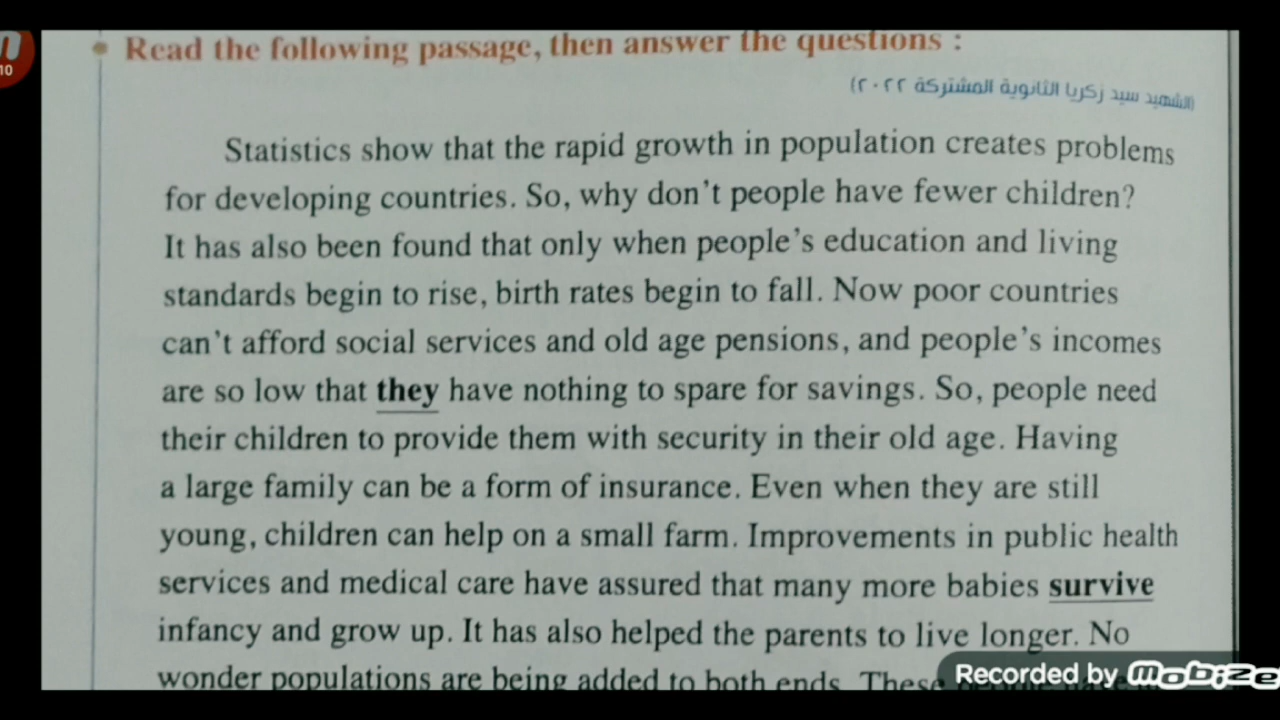 10
Read the following passage, then answer the questions :
(الشهيد سيد زكريا الثانوية المشتركة ٢٠٢٢)
Statistics show that the rapid growth in population creates problems
for developing countries. So, why don't people have fewer children?
It has also been found that only when people's education and living
standards begin to rise, birth rates begin to fall. Now poor countries
can't afford social services and old age pensions, and people's incomes
are so low that they have nothing to spare for savings. So, people need
their children to provide them with security in their old age. Having
a large family can be a form of insurance. Even when they are still
young, children can help on a small farm. Improvements in public health
services and medical care have assured that many more babies survive
infancy and grow up. It has also helped the parents to live longer. No
wonder populations are being added to both ends. These
Recorded by mobize